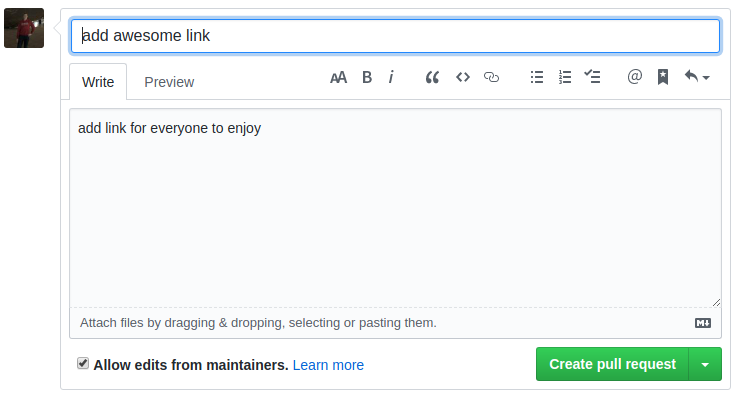 add awesome link
Write Preview AA B i @
add link for everyone to enjoy
Attach files by dragging & dropping, selecting or pasting them.
Allow edits from maintainers. Learn more Create pull request